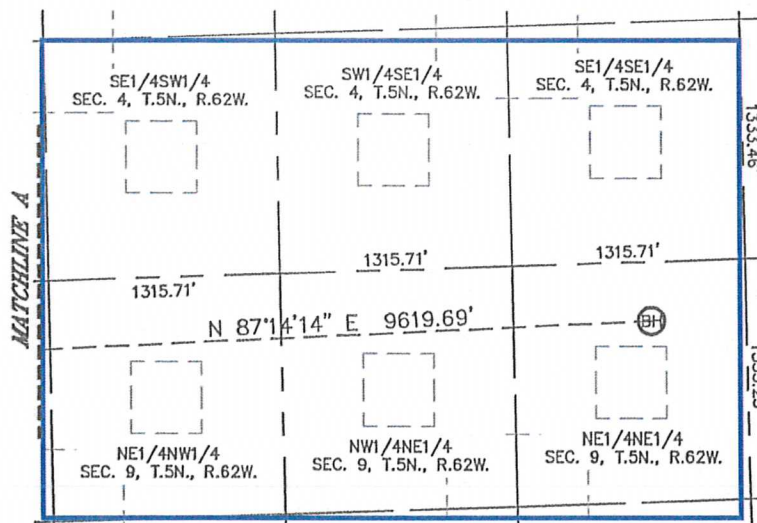 SE1/4SW1/4
SEC. 4, T.5N., R.62W.
SW1/4SE1/4
SEC. 4, T.5N., R.62W.
SE1/4SE1/4
SEC. 4, T.5N., R.62W.
1333.46'
MATCHLINE A
1315.71'
1315.71'
1315.71'
N 87°14'14" E 9619.69'
BH
NE1/4NW1/4
SEC. 9, T.5N., R.62W.
NW1/4NE1/4
SEC. 9, T.5N., R.62W.
NE1/4NE1/4
SEC. 9, T.5N., R.62W.